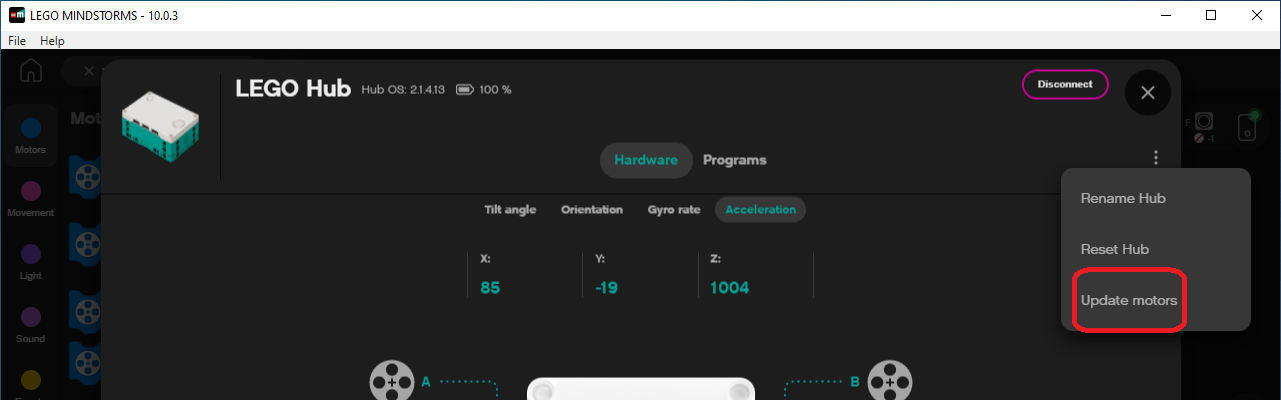 LEGO MINDSTORMS - 10.0.3
File Help
LEGO Hub Hub OS: 2.1.4.13 100 %
Disconnect
Motors
F
-1
Hardware Programs
Rename Hub
Reset Hub
Update motors
Movement
Tilt angle Orientation Gyro rate Acceleration
X: Y: Z:
85 -19 1004
Light
Sound
A B